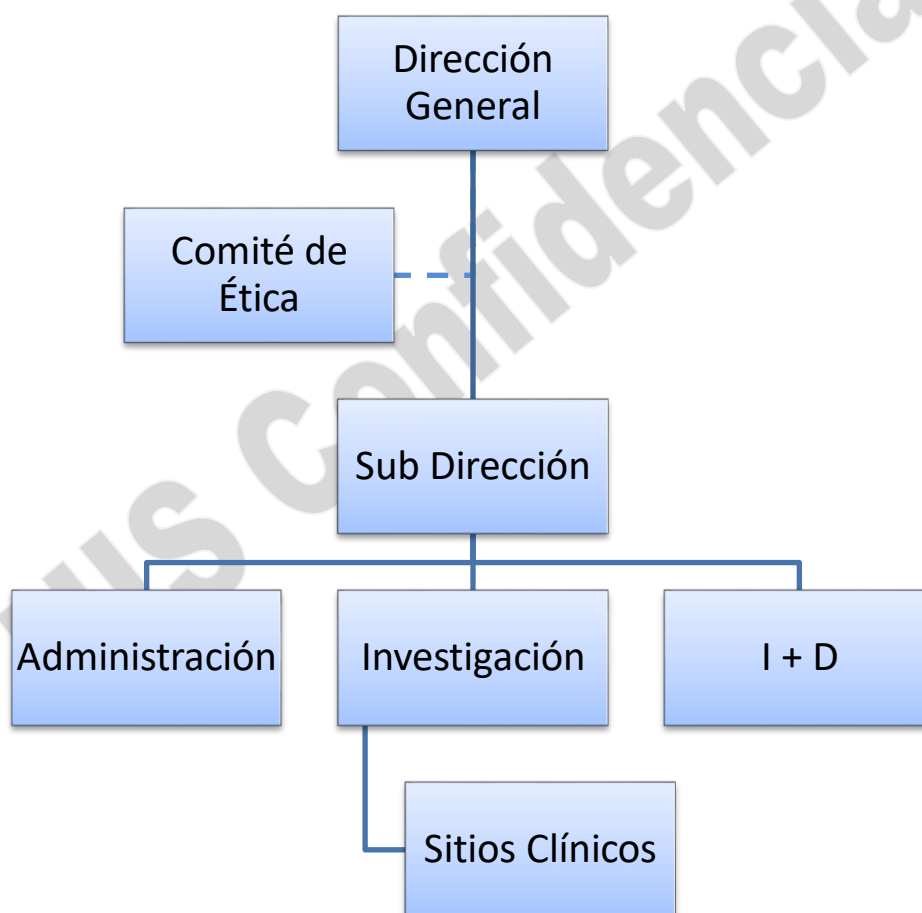 Dirección
General
Comité de
Ética
Sub Dirección
Administración
Investigación
I + D
Sitios Clínicos